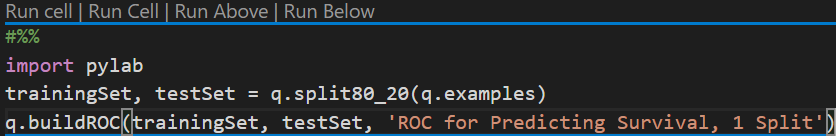 Run cell | Run Cell | Run Above | Run Below
#%%
import pylab
trainingSet, testSet = q.split80_20(q.examples)
q.buildROC(trainingSet, testSet, 'ROC for Predicting Survival, 1 Split')